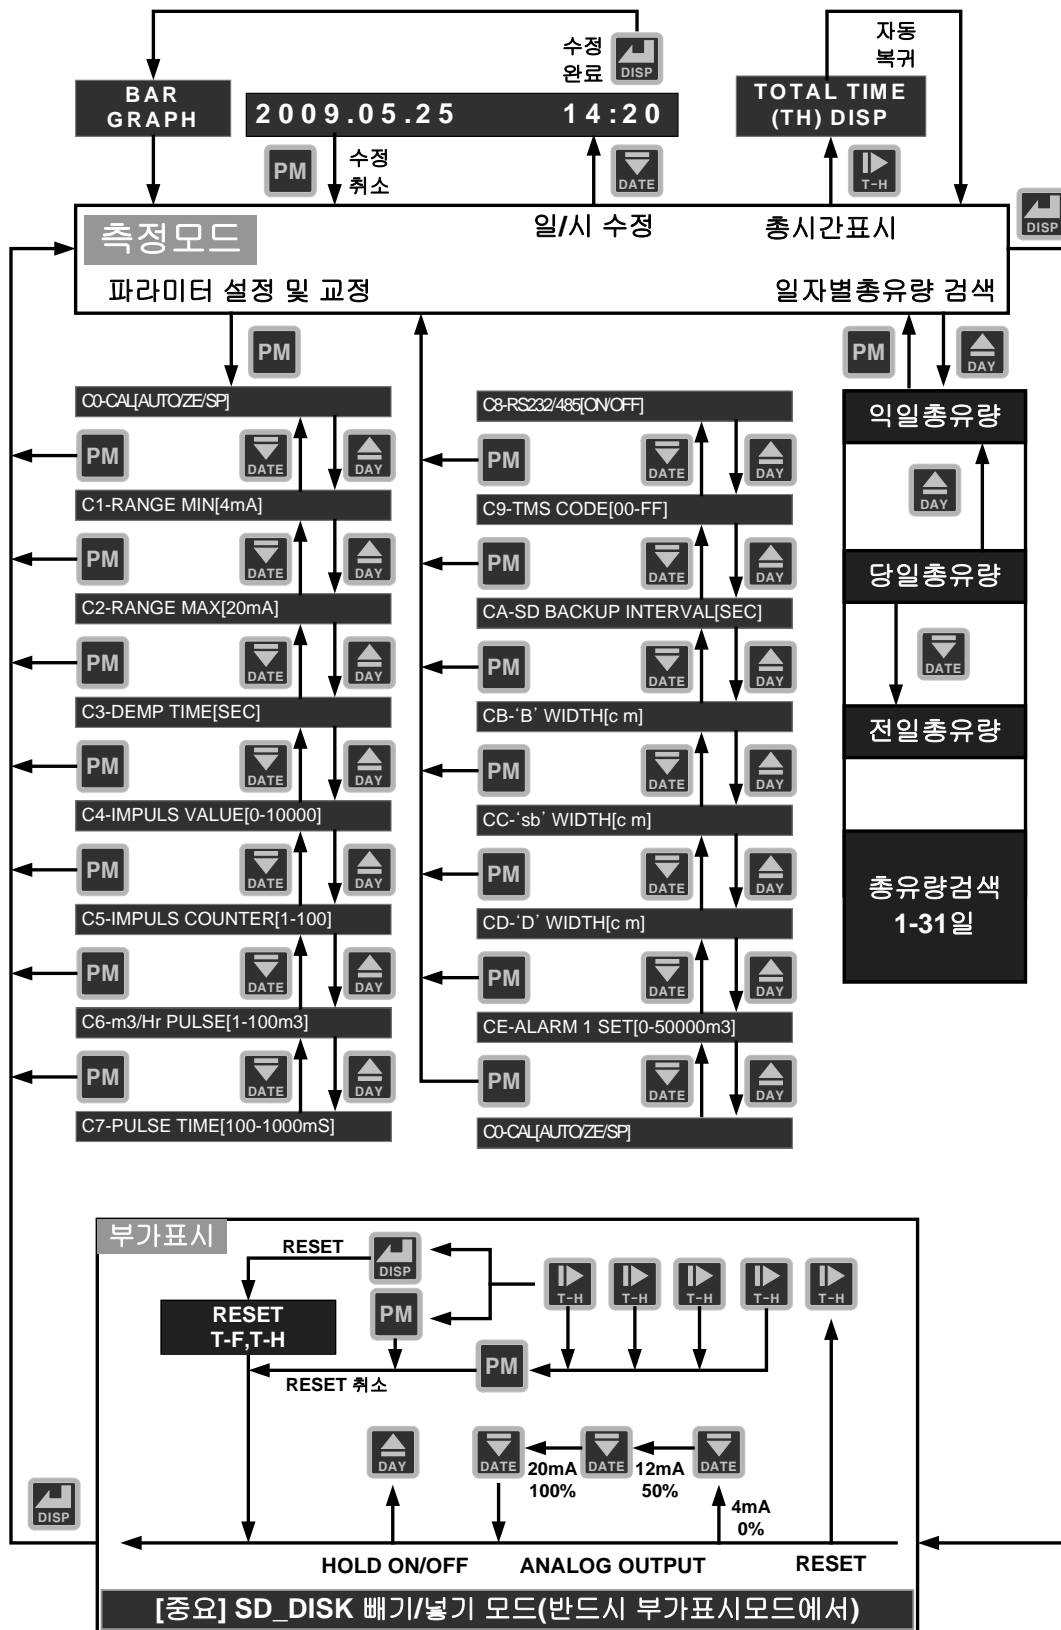 수정
완료
DISP
자동
복귀
BAR
GRAPH
2009.05.25 14:20
TOTAL TIME
(TH) DISP
PM
수정
취소
DATE
T-H
DISP
측정모드
일/시 수정
총시간표시
파라미터 설정 및 교정
일자별총유량 검색
PM
PM
DAY
C0-CAL[AUTO/ZE/SP]
PM
DATE
DAY
C1-RANGE MIN[4mA]
PM
DATE
DAY
C2-RANGE MAX[20mA]
PM
DATE
DAY
C3-DEMP TIME[SEC]
PM
DATE
DAY
C4-IMPULS VALUE[0-10000]
PM
DATE
DAY
C5-IMPULS COUNTER[1-100]
PM
DATE
DAY
C6-m3/Hr PULSE[1-100m3]
PM
DATE
DAY
C7-PULSE TIME[100-1000mS]
C8-RS232/485[ON/OFF]
PM
DATE
DAY
C9-TMS CODE[00-FF]
PM
DATE
DAY
CA-SD BACKUP INTERVAL[SEC]
PM
DATE
DAY
CB-‘B’ WIDTH[c m]
PM
DATE
DAY
CC-‘sb’ WIDTH[c m]
PM
DATE
DAY
CD-‘D’ WIDTH[c m]
PM
DATE
DAY
CE-ALARM 1 SET[0-50000m3]
PM
DATE
DAY
C0-CAL[AUTO/ZE/SP]
익일총유량
DAY
당일총유량
DATE
전일총유량
총유량검색
1-31일
부가표시
RESET
DISP
T-H
T-H
T-H
T-H
T-H
RESET
T-F,T-H
PM
PM
RESET 취소
DAY
DATE
20mA
100%
DATE
12mA
50%
DATE
4mA
0%
DISP
HOLD ON/OFF
ANALOG OUTPUT
RESET
[중요] SD_DISK 빼기/넣기 모드(반드시 부가표시모드에서)